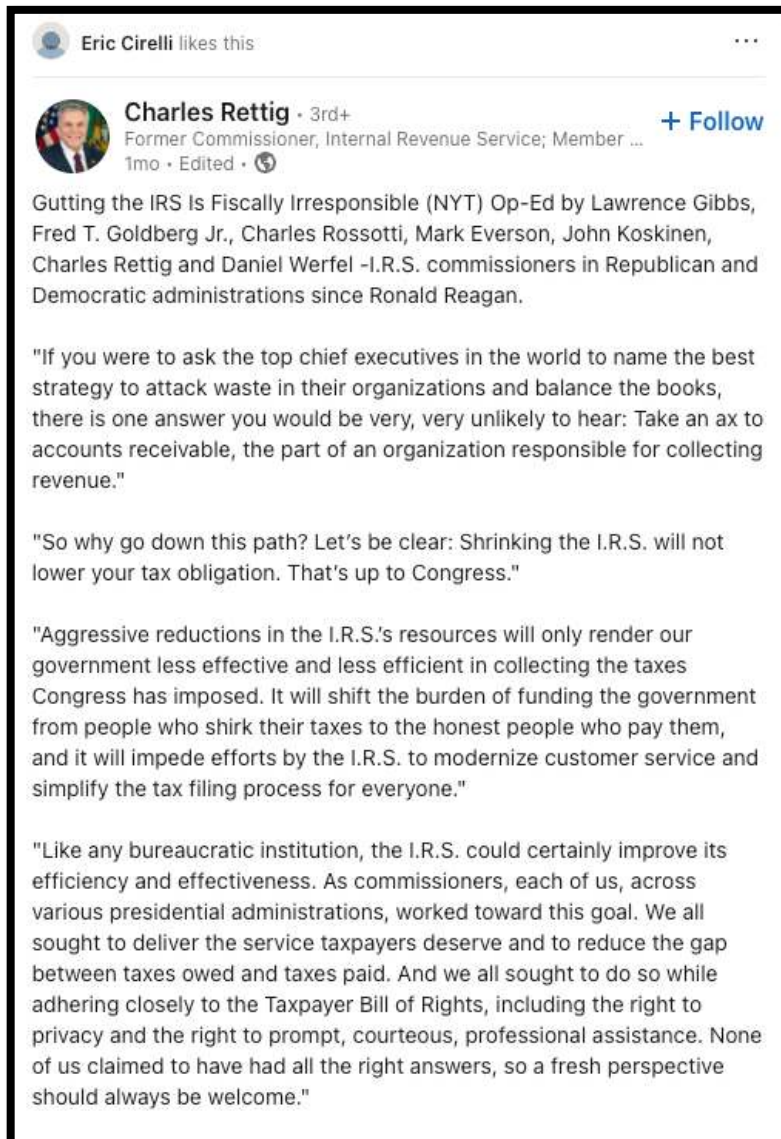 Eric Cirelli likes this
...
Charles Rettig · 3rd+
+ Follow
Former Commissioner, Internal Revenue Service; Member ...
1mo • Edited •
Gutting the IRS Is Fiscally Irresponsible (NYT) Op-Ed by Lawrence Gibbs,
Fred T. Goldberg Jr., Charles Rossotti, Mark Everson, John Koskinen,
Charles Rettig and Daniel Werfel -I.R.S. commissioners in Republican and
Democratic administrations since Ronald Reagan.
"If you were to ask the top chief executives in the world to name the best
strategy to attack waste in their organizations and balance the books,
there is one answer you would be very, very unlikely to hear: Take an ax to
accounts receivable, the part of an organization responsible for collecting
revenue."
"So why go down this path? Let's be clear: Shrinking the I.R.S. will not
lower your tax obligation. That's up to Congress."
"Aggressive reductions in the I.R.S.'s resources will only render our
government less effective and less efficient in collecting the taxes
Congress has imposed. It will shift the burden of funding the government
from people who shirk their taxes to the honest people who pay them,
and it will impede efforts by the I.R.S. to modernize customer service and
simplify the tax filing process for everyone."
"Like any bureaucratic institution, the I.R.S. could certainly improve its
efficiency and effectiveness. As commissioners, each of us, across
various presidential administrations, worked toward this goal. We all
sought to deliver the service taxpayers deserve and to reduce the gap
between taxes owed and taxes paid. And we all sought to do so while
adhering closely to the Taxpayer Bill of Rights, including the right to
privacy and the right to prompt, courteous, professional assistance. None
of us claimed to have had all the right answers, so a fresh perspective
should always be welcome."